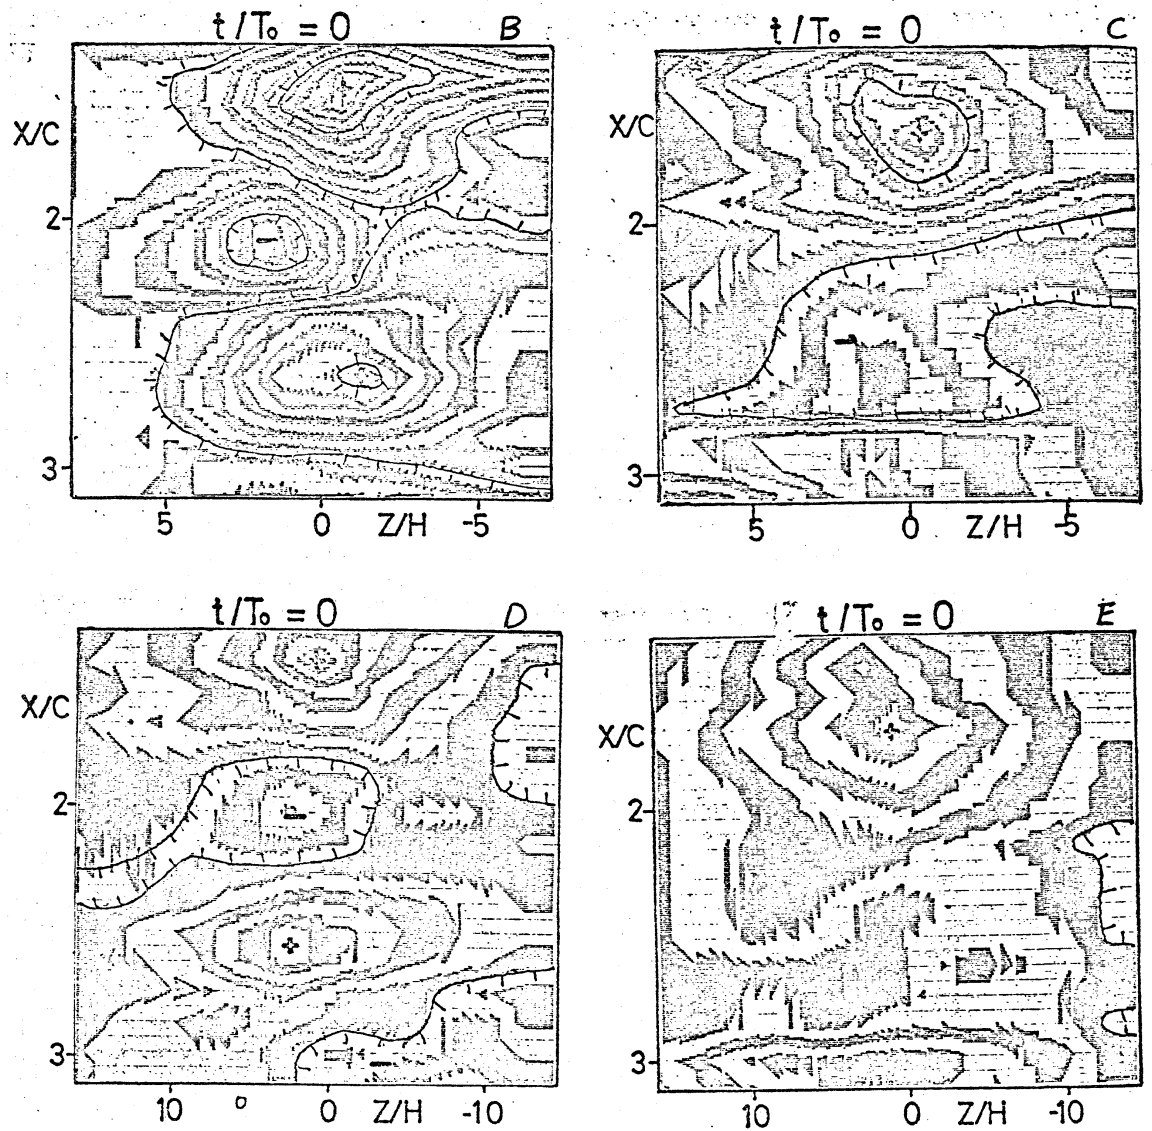 t/T₀ = 0 B
t/T₀ = 0 C
X/C
2
3
5 0 Z/H -5
X/C
2
3
5 0 Z/H -5
t/T₀ = 0 D
t/T₀ = 0 E
X/C
2
3
10 0 Z/H -10
X/C
2
3
10 0 Z/H -10